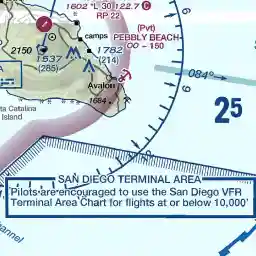 1602 *L 30 122.7 C
RP 22
(Pvt)
PEBBLY BEACH
OO - 150
camps
2150
1782
(214)
1537
(285)
Avalon
1684
084°
Santa Catalina
Island
2⁵
SAN DIEGO TERMINAL AREA
Pilots are encouraged to use the San Diego VFR
Terminal Area Chart for flights at or below 10,000'
Channel